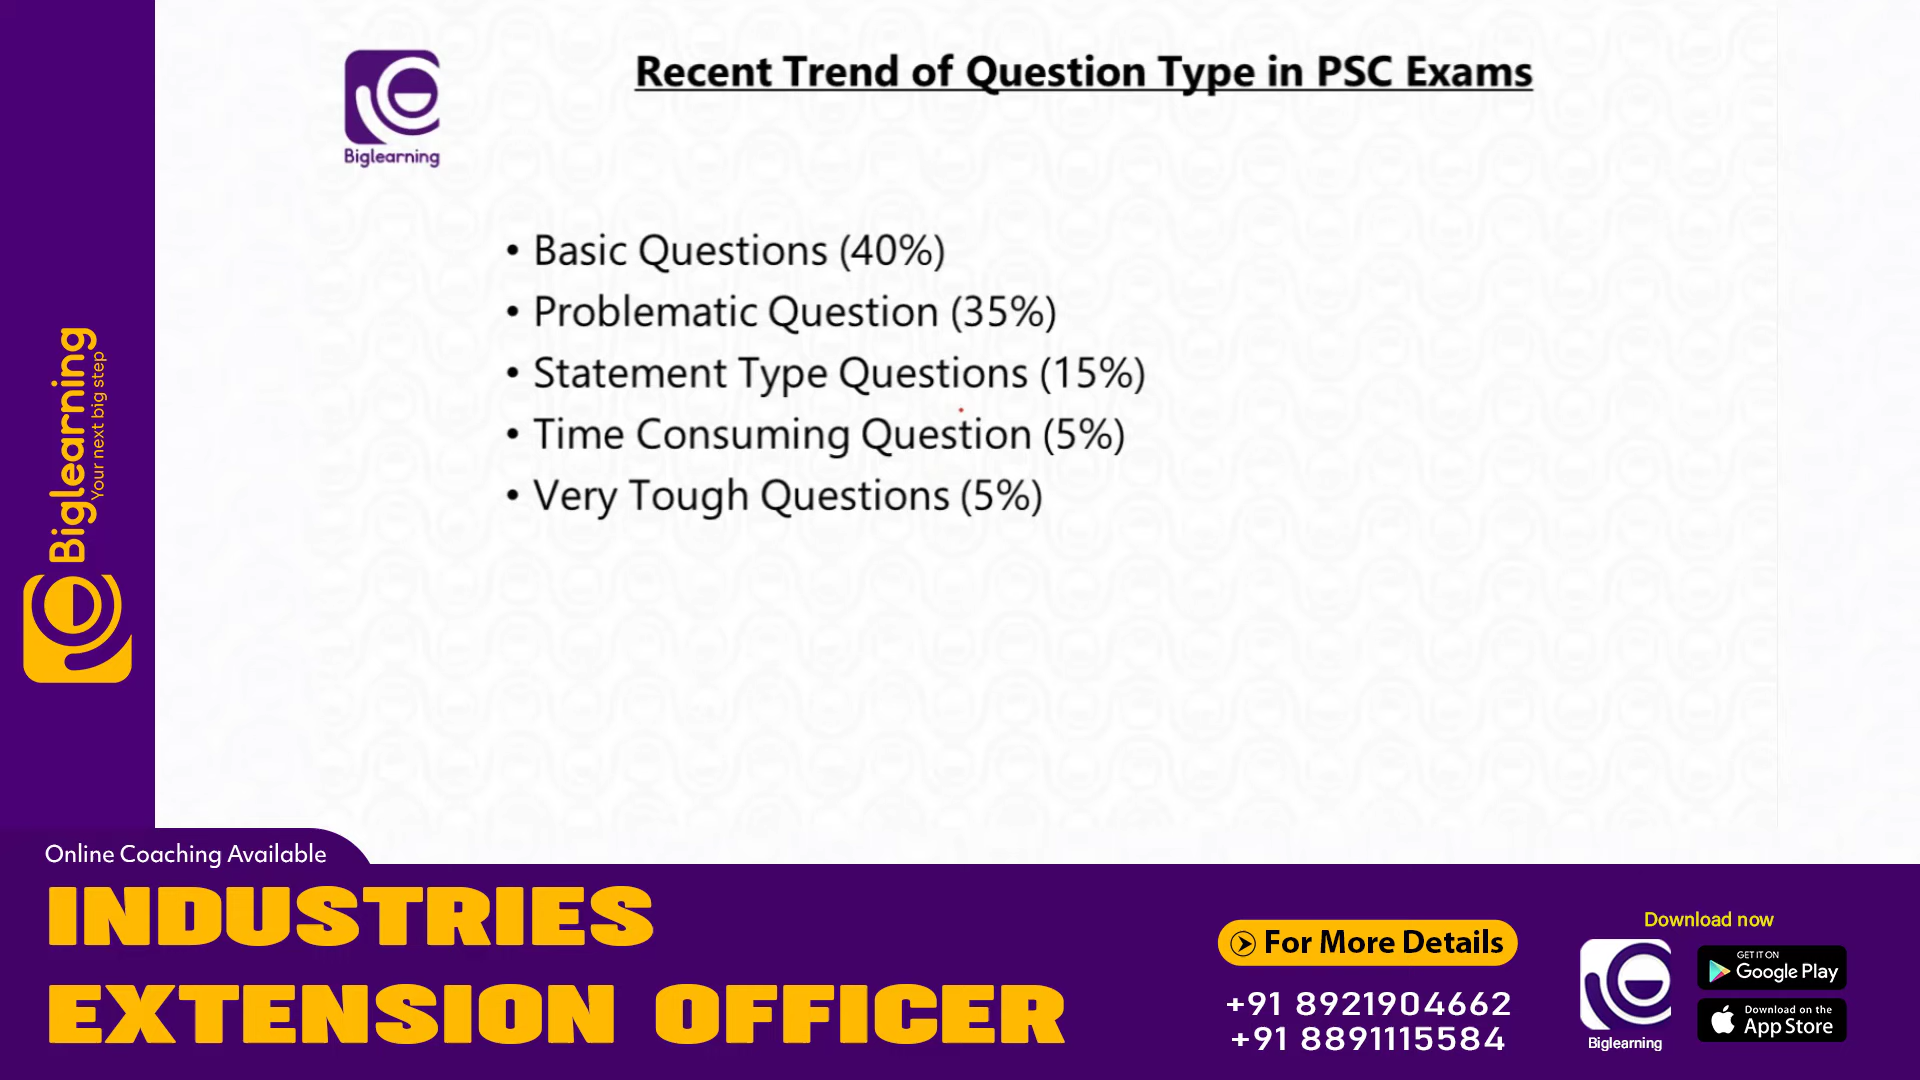 Recent Trend of Question Type in PSC Exams
Biglearning
• Basic Questions (40%)
• Problematic Question (35%)
• Statement Type Questions (15%)
• Time Consuming Question (5%)
• Very Tough Questions (5%)
Biglearning
Your next big step
Online Coaching Available
INDUSTRIES
EXTENSION OFFICER
For More Details
+91 8921904662
+91 8891115584
Download now
Biglearning
GET IT ON
Google Play
Download on the
App Store